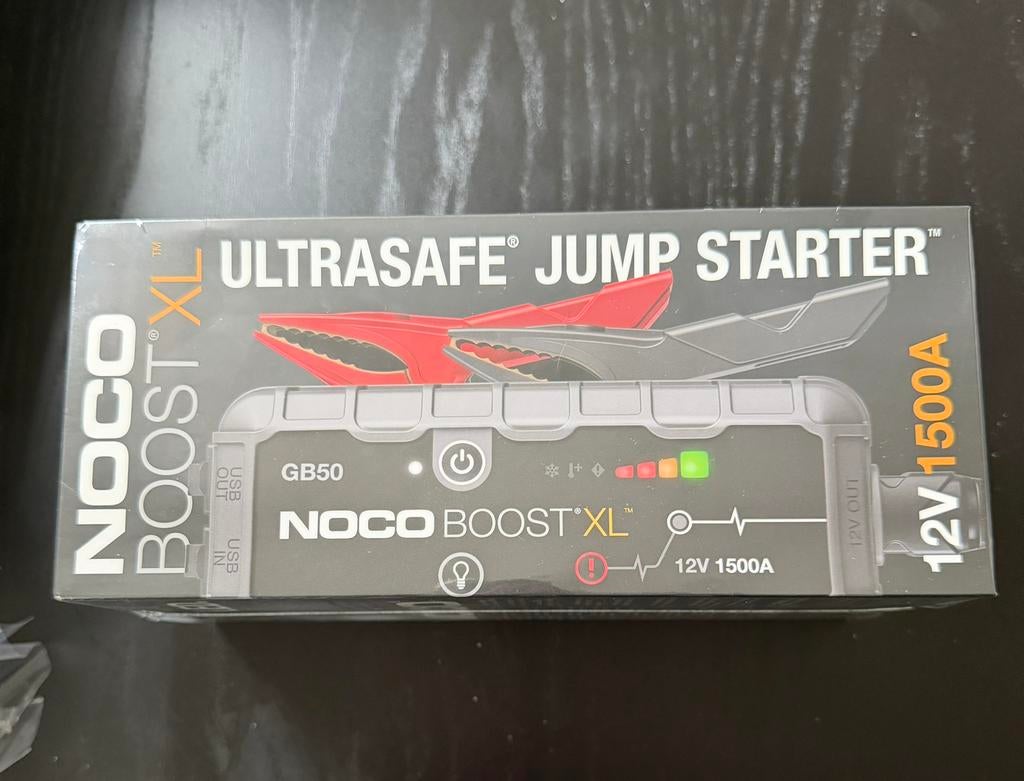 ULTRASAFE® JUMP STARTER™
NOCO
BOOST® XL™
GB50
NOCO BOOST® XL™
12V 1500A
USB OUT
USB IN
12V OUT
12V 1500A